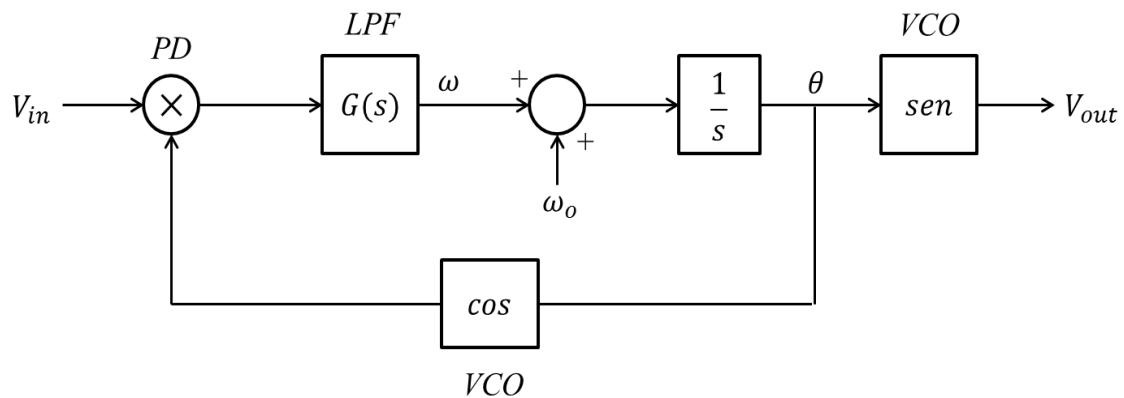 LPF
VCO
PD
V_in
×
G(s)
ω
+
+
ω_o
1/s
θ
sen
V_out
cos
VCO